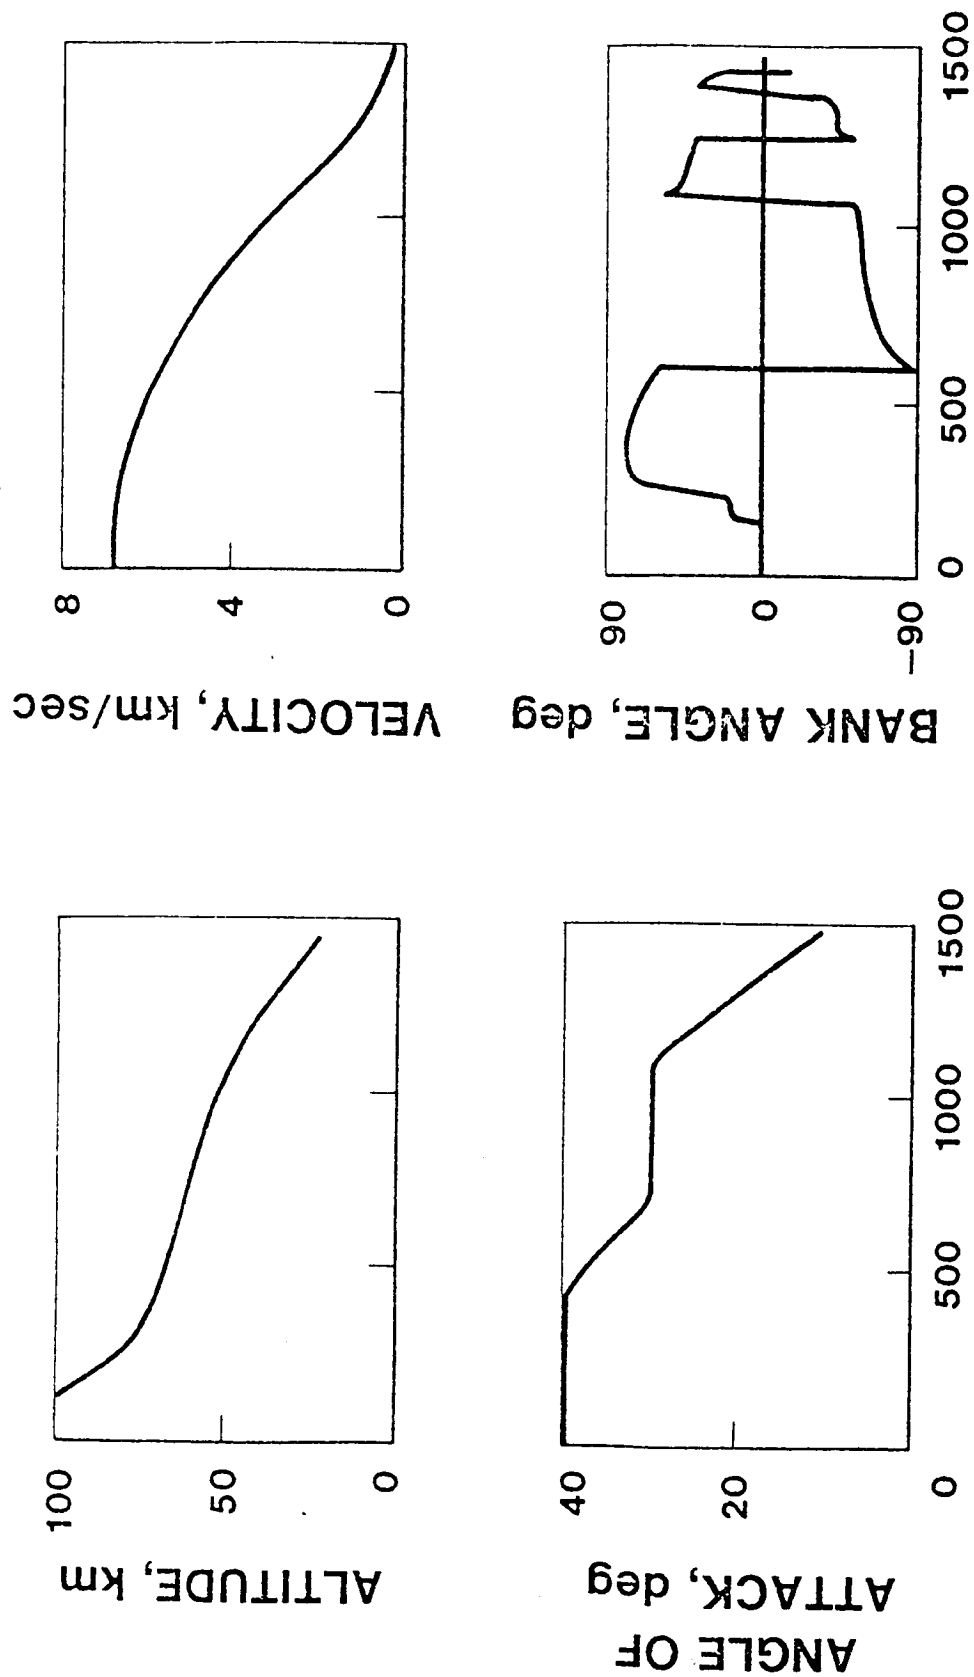 ALTITUDE, km
100
50
0
VELOCITY, km/sec
8
4
0
ANGLE OF
ATTACK, deg
40
20
0 500 1000 1500
BANK ANGLE, deg
90
0
−90
0 500 1000 1500